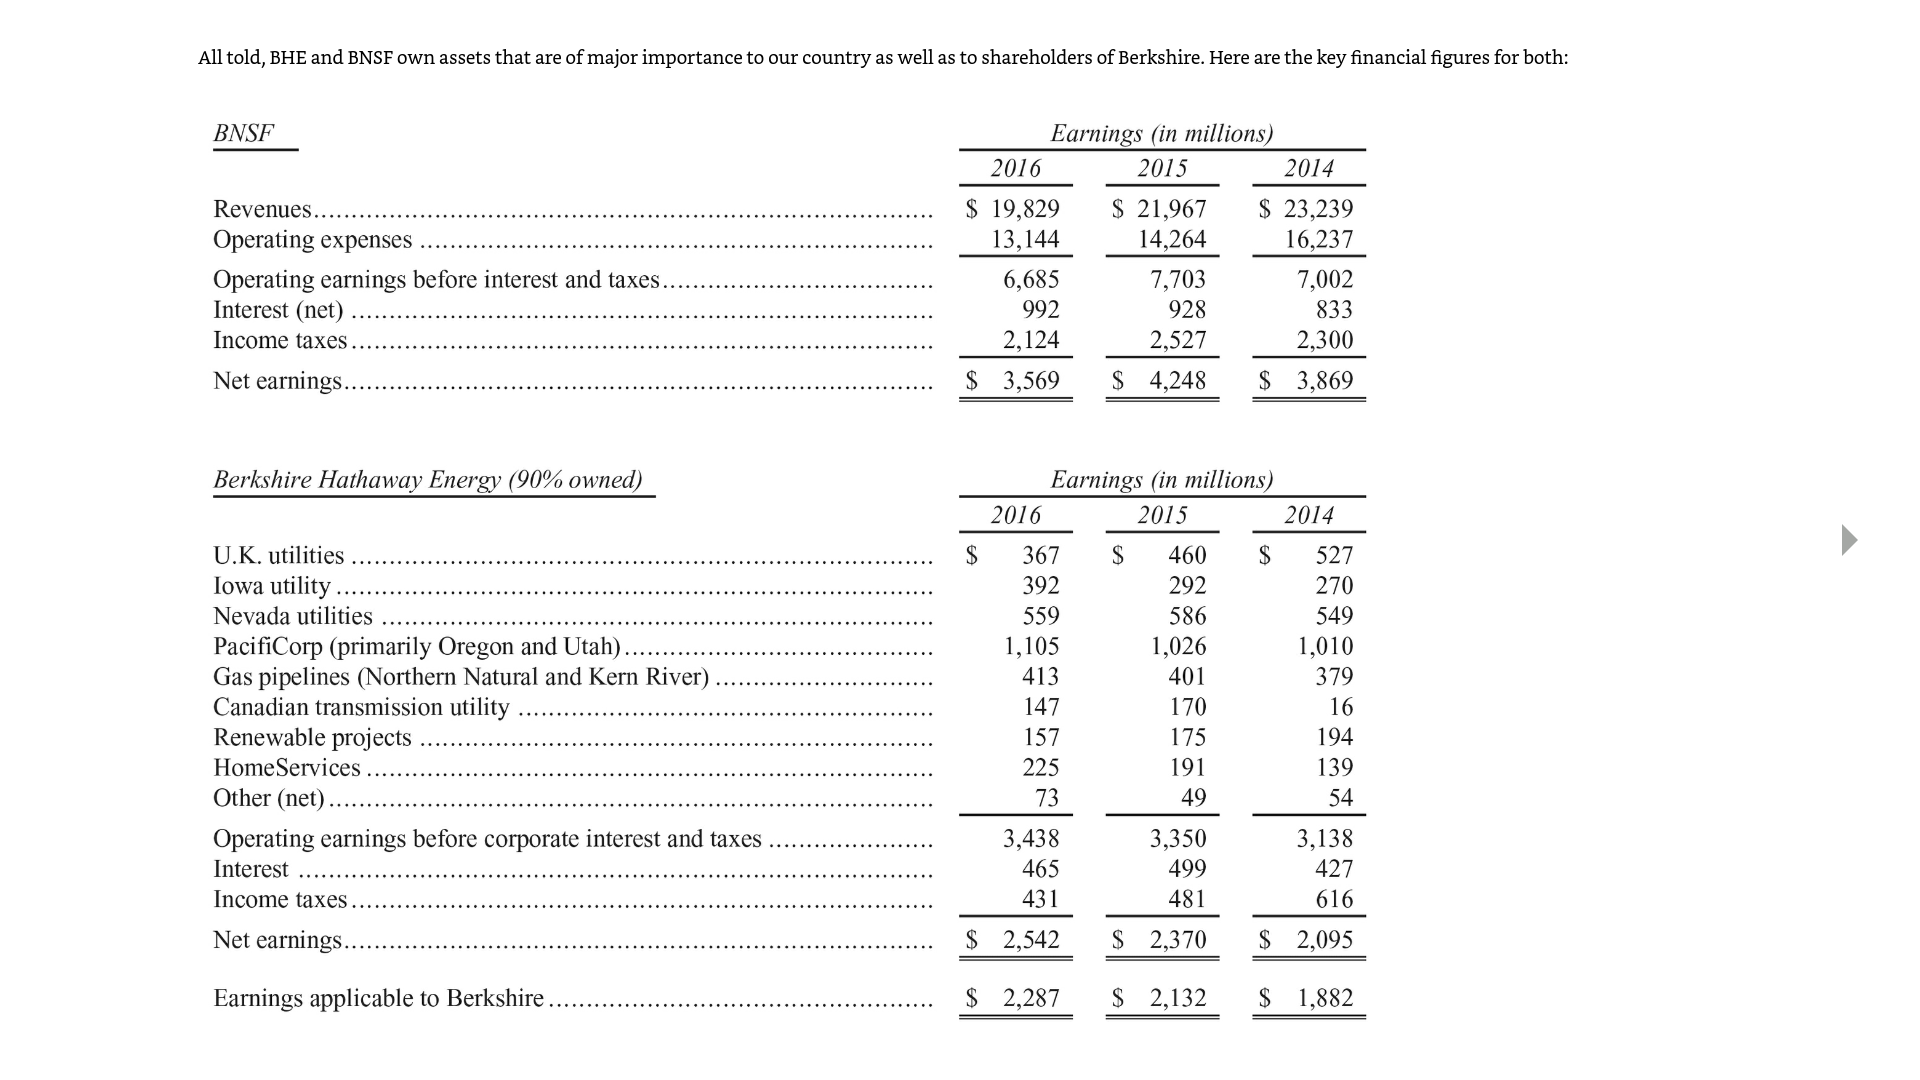 All told, BHE and BNSF own assets that are of major importance to our country as well as to shareholders of Berkshire. Here are the key financial figures for both:
BNSF Earnings (in millions)
2016 2015 2014
Revenues.................................................................................. $ 19,829 $ 21,967 $ 23,239
Operating expenses .................................................................... 13,144 14,264 16,237
Operating earnings before interest and taxes.................................... 6,685 7,703 7,002
Interest (net) ............................................................................. 992 928 833
Income taxes............................................................................. 2,124 2,527 2,300
Net earnings.............................................................................. $ 3,569 $ 4,248 $ 3,869
Berkshire Hathaway Energy (90% owned) Earnings (in millions)
2016 2015 2014
U.K. utilities ............................................................................. $ 367 $ 460 $ 527
Iowa utility ............................................................................... 392 292 270
Nevada utilities ......................................................................... 559 586 549
PacifiCorp (primarily Oregon and Utah)......................................... 1,105 1,026 1,010
Gas pipelines (Northern Natural and Kern River) ............................. 413 401 379
Canadian transmission utility ....................................................... 147 170 16
Renewable projects .................................................................... 157 175 194
HomeServices ........................................................................... 225 191 139
Other (net)................................................................................ 73 49 54
Operating earnings before corporate interest and taxes ...................... 3,438 3,350 3,138
Interest .................................................................................... 465 499 427
Income taxes............................................................................. 431 481 616
Net earnings.............................................................................. $ 2,542 $ 2,370 $ 2,095
Earnings applicable to Berkshire................................................... $ 2,287 $ 2,132 $ 1,882